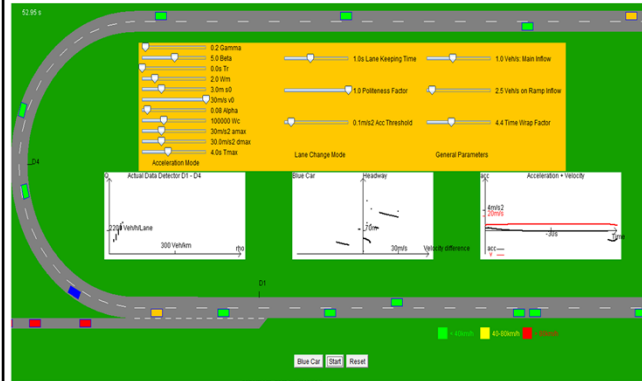 52.95 s
0.2 Gamma
5.0 Beta
0.0s Tr
2.0 Wm
3.0m s0
30m/s v0
0.08 Alpha
100000 Wc
30m/s2 amax
30.0m/s2 dmax
4.0s Tmax
Acceleration Mode
1.0s Lane Keeping Time
1.0 Politeness Factor
0.1m/s2 Acc Threshold
Lane Change Mode
1.0 Veh/s: Main Inflow
2.5 Veh/s on Ramp Inflow
4.4 Time Wrap Factor
General Parameters
D4
Q
Actual Data Detector D1 - D4
2200 Veh/h/Lane
300 Veh/km
rho
Blue Car
Headway
70m
30m/s
Velocity difference
acc
Acceleration + Velocity
4m/s2
20m/s
-30s
Time
acc
D1
40-80km/h
Blue Car
Start
Reset